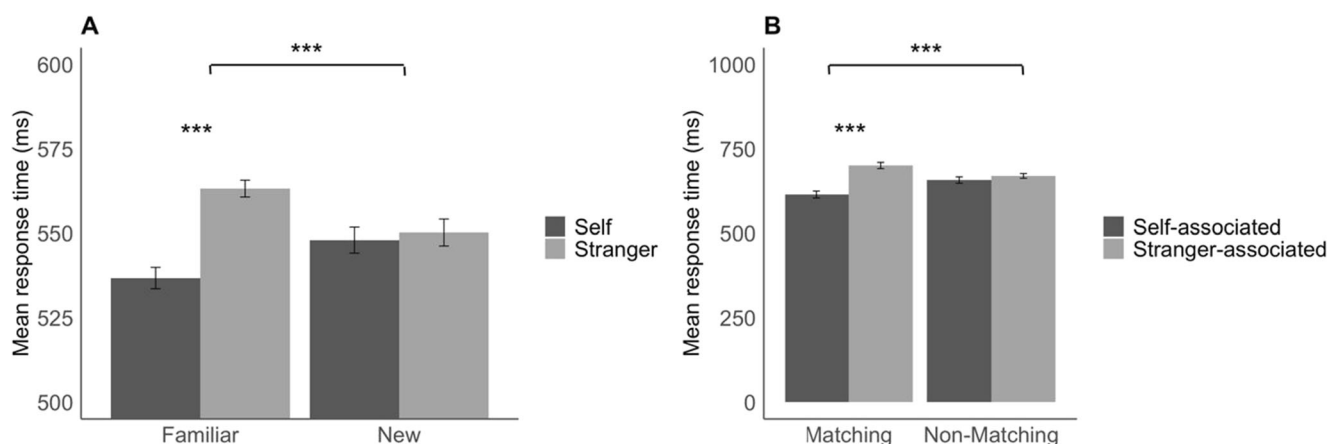 A
Mean response time (ms)
600
575
550
525
500
***
***
Familiar
New
Self
Stranger
B
Mean response time (ms)
1000
750
500
250
0
***
***
Matching
Non-Matching
Self-associated
Stranger-associated